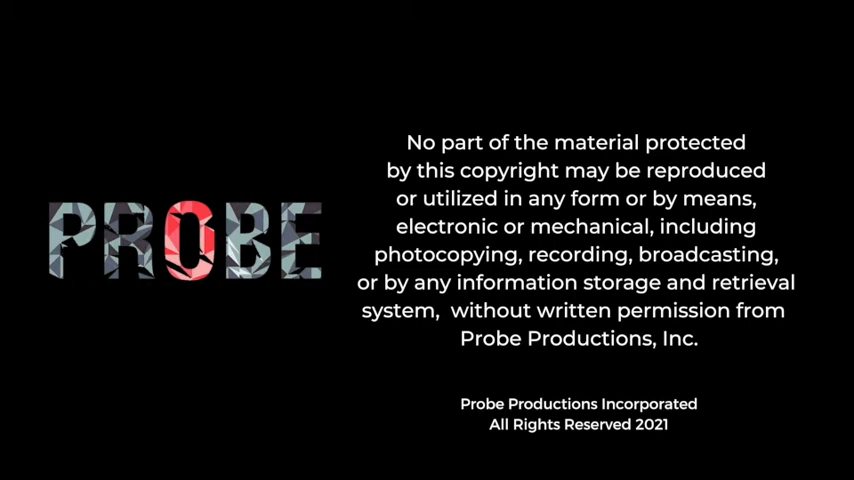 PROBE
No part of the material protected
by this copyright may be reproduced
or utilized in any form or by means,
electronic or mechanical, including
photocopying, recording, broadcasting,
or by any information storage and retrieval
system, without written permission from
Probe Productions, Inc.
Probe Productions Incorporated
All Rights Reserved 2021